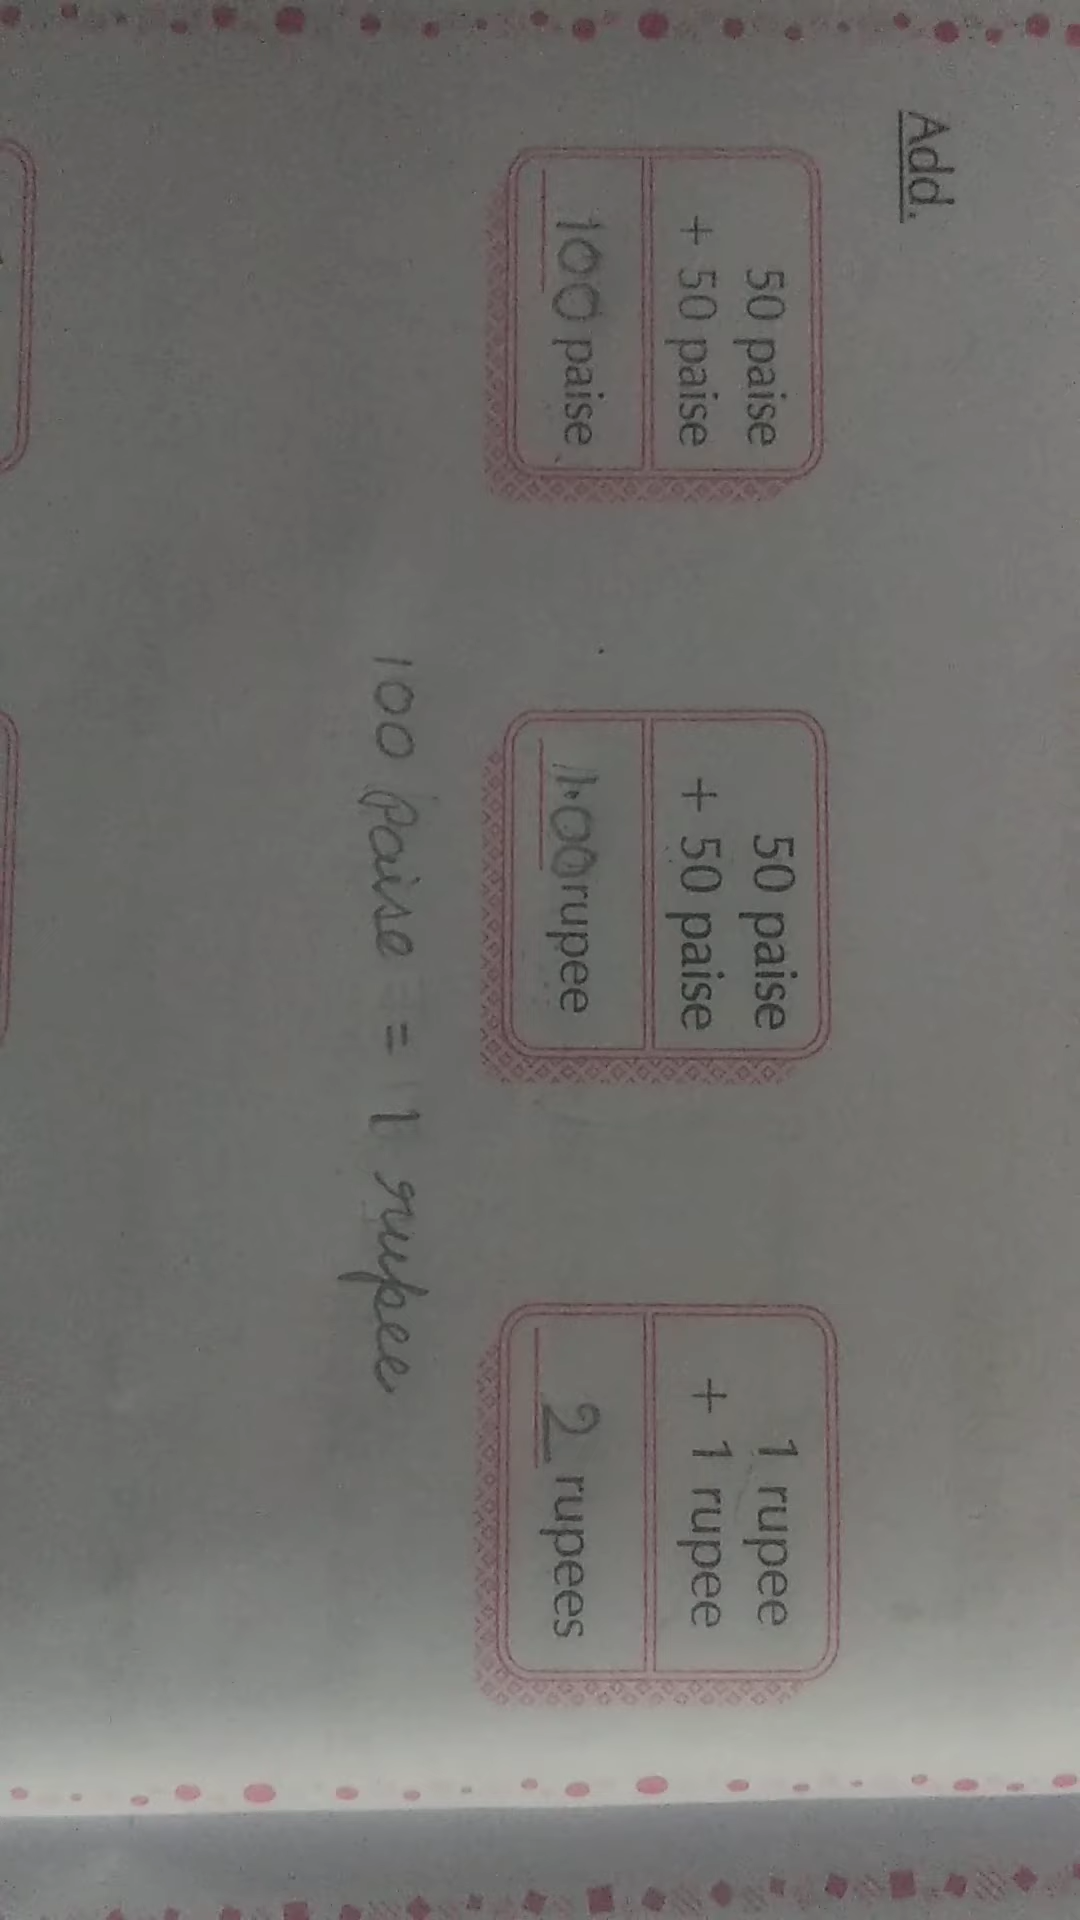 Add.
50 paise
+ 50 paise
100 paise
50 paise
+ 50 paise
1.00 rupee
1 rupee
+ 1 rupee
2 rupees
100 Paise = 1 rupee